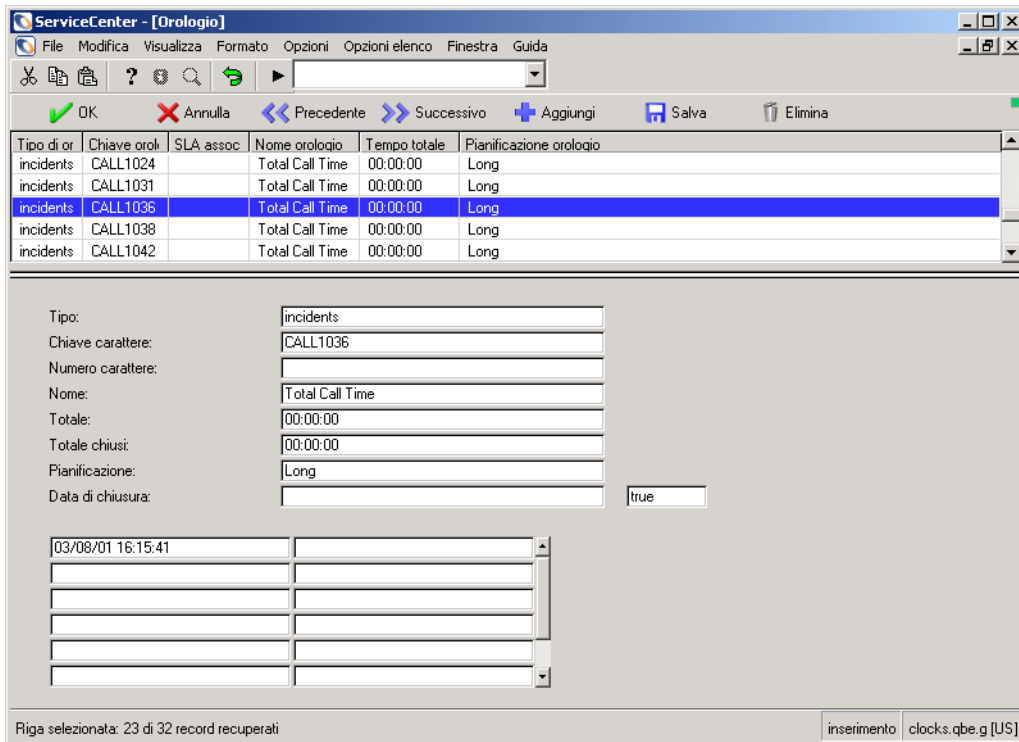 ServiceCenter - [Orologio]
File Modifica Visualizza Formato Opzioni Opzioni elenco Finestra Guida
?
OK Annulla Precedente Successivo Aggiungi Salva Elimina
Tipo di or Chiave orol SLA assoc Nome orologio Tempo totale Pianificazione orologio
incidents CALL1024 Total Call Time 00:00:00 Long
incidents CALL1031 Total Call Time 00:00:00 Long
incidents CALL1036 Total Call Time 00:00:00 Long
incidents CALL1038 Total Call Time 00:00:00 Long
incidents CALL1042 Total Call Time 00:00:00 Long
Tipo: incidents
Chiave carattere: CALL1036
Numero carattere:
Nome: Total Call Time
Totale: 00:00:00
Totale chiusi: 00:00:00
Pianificazione: Long
Data di chiusura: true
03/08/01 16:15:41
Riga selezionata: 23 di 32 record recuperati inserimento clocks.qbe.g [US]